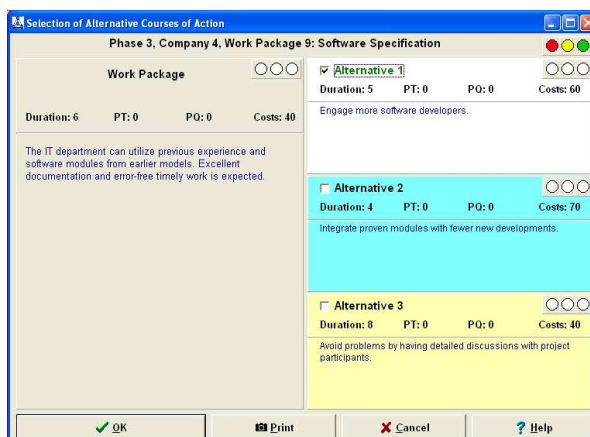 Selection of Alternative Courses of Action
Phase 3, Company 4, Work Package 9: Software Specification
Work Package
Duration: 6 PT: 0 PQ: 0 Costs: 40
The IT department can utilize previous experience and
software modules from earlier models. Excellent
documentation and error-free timely work is expected.
Alternative 1
Duration: 5 PT: 0 PQ: 0 Costs: 60
Engage more software developers.
Alternative 2
Duration: 4 PT: 0 PQ: 0 Costs: 70
Integrate proven modules with fewer new developments.
Alternative 3
Duration: 8 PT: 0 PQ: 0 Costs: 40
Avoid problems by having detailed discussions with project
participants.
OK Print Cancel Help